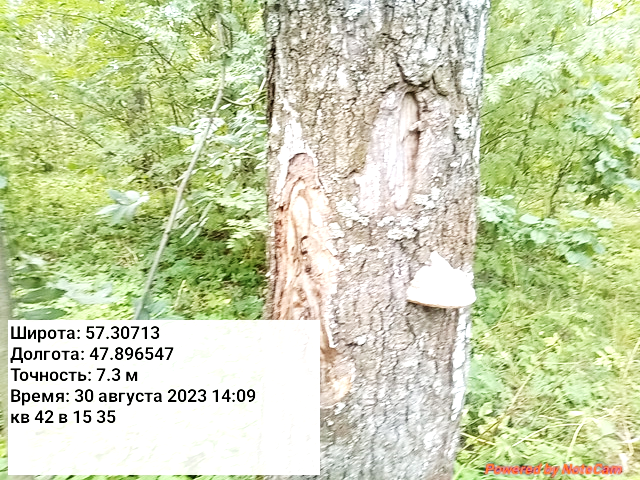 Широта: 57.30713
Долгота: 47.896547
Точность: 7.3 м
Время: 30 августа 2023 14:09
кв 42 в 15 35
Powered by NoteCam